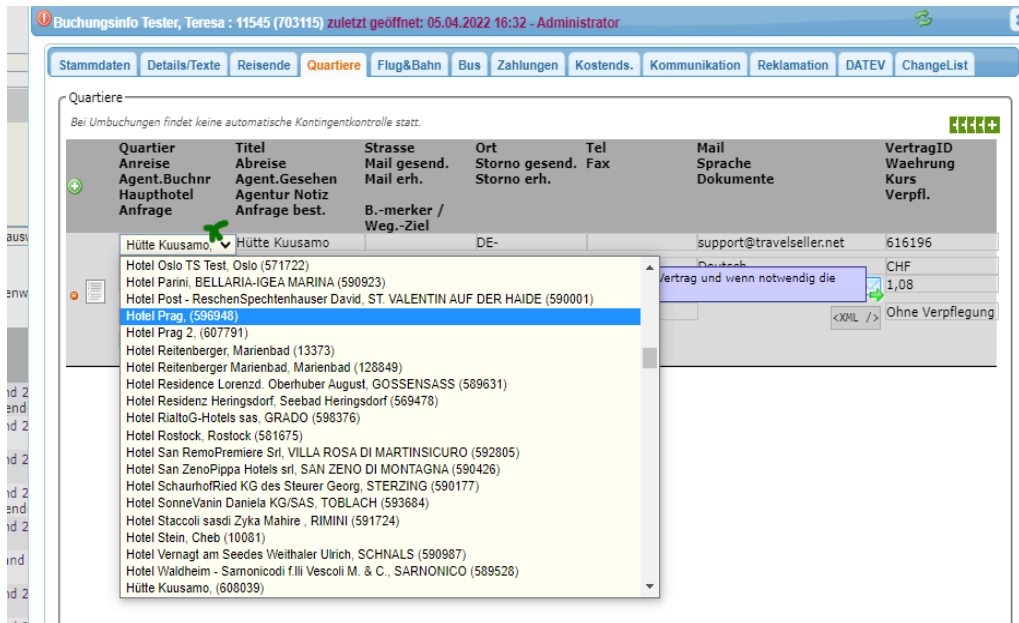 Buchungsinfo Tester, Teresa : 11545 (703115) zuletzt geöffnet: 05.04.2022 16:32 - Administrator
Stammdaten Details/Texte Reisende Quartiere Flug&Bahn Bus Zahlungen Kostends. Kommunikation Reklamation DATEV ChangeList
Quartiere
Bei Umbuchungen findet keine automatische Kontingentkontrolle statt.
Quartier Titel Strasse Ort Tel Mail VertragID
Anreise Abreise Mail gesend. Storno gesend. Fax Sprache Waehrung
Agent.Buchnr Agent.Gesehen Mail erh. Storno erh. Dokumente Kurs
Haupthotel Agentur Notiz Verpfl.
Anfrage Anfrage best. B.-merker /
Weg.-Ziel
Hütte Kuusamo, Hütte Kuusamo DE- support@travelseller.net 616196
Hotel Oslo TS Test, Oslo (571722) Deutsch CHF
Hotel Parini, BELLARIA-IGEA MARINA (590923) Vertrag und wenn notwendig die 1,08
Hotel Post - ReschenSpechtenhauser David, ST. VALENTIN AUF DER HAIDE (590001)
Hotel Prag, (596948) <XML /> Ohne Verpflegung
Hotel Prag 2, (607791)
Hotel Reitenberger, Marienbad (13373)
Hotel Reitenberger Marienbad, Marienbad (128849)
Hotel Residence Lorenzd. Oberhuber August, GOSSENSASS (589631)
Hotel Residenz Heringsdorf, Seebad Heringsdorf (569478)
Hotel RialtoG-Hotels sas, GRADO (598376)
Hotel Rostock, Rostock (581675)
Hotel San RemoPremiere Srl, VILLA ROSA DI MARTINSICURO (592805)
Hotel San ZenoPippa Hotels srl, SAN ZENO DI MONTAGNA (590426)
Hotel SchaurhofRied KG des Steurer Georg, STERZING (590177)
Hotel SonneVanin Daniela KG/SAS, TOBLACH (593684)
Hotel Staccoli sasdi Zyka Mahire , RIMINI (591724)
Hotel Stein, Cheb (10081)
Hotel Vernagt am Seedes Weithaler Ulrich, SCHNALS (590987)
Hotel Waldheim - Sarnonicodi f.lli Vescoli M. & C., SARNONICO (589528)
Hütte Kuusamo, (608039)